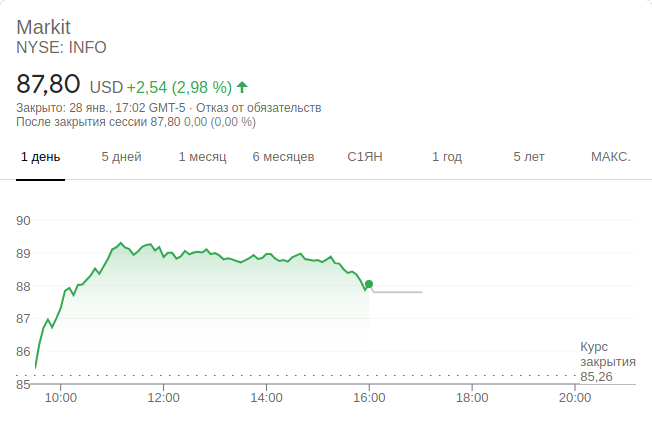 Markit
NYSE: INFO
87,80 USD +2,54 (2,98 %)
Закрыто: 28 янв., 17:02 GMT-5 · Отказ от обязательств
После закрытия сессии 87,80 0,00 (0,00 %)
1 день 5 дней 1 месяц 6 месяцев С1ЯН 1 год 5 лет МАКС.
90
89
88
87
86
85
Курс
закрытия
85,26
10:00 12:00 14:00 16:00 18:00 20:00